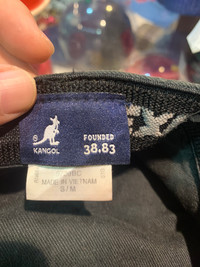 ® KANGOL
FOUNDED
38.83
MADE IN VIETNAM
S/M